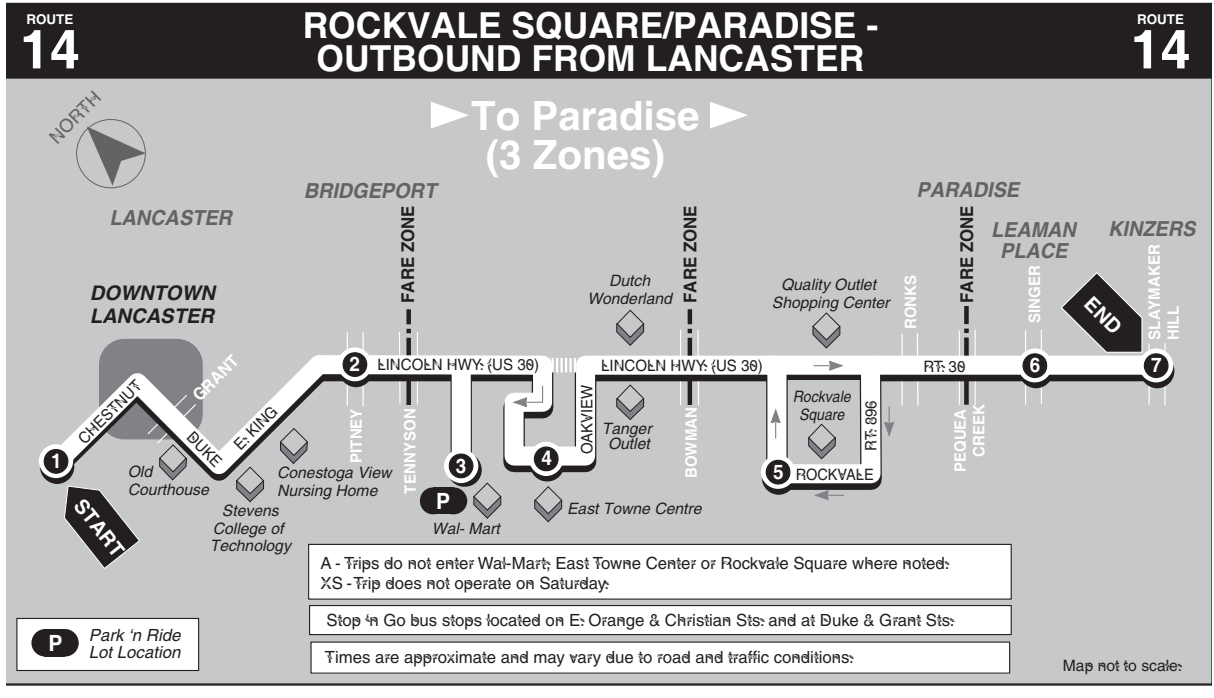 ROUTE
14
ROCKVALE SQUARE/PARADISE -
OUTBOUND FROM LANCASTER
ROUTE
14
NORTH
To Paradise
(3 Zones)
LANCASTER
BRIDGEPORT
PARADISE
LEAMAN
PLACE
KINZERS
DOWNTOWN
LANCASTER
FARE ZONE
FARE ZONE
FARE ZONE
Dutch
Wonderland
Quality Outlet
Shopping Center
RONKS
SINGER
SLAYMAKER
HILL
END
GRANT
2
LINCOLN HWY. (US 30)
LINCOLN HWY. (US 30)
RT. 30
6
7
CHESTNUT
DUKE
E. KING
PITNEY
TENNYSON
OAKVIEW
Tanger
Outlet
BOWMAN
Rockvale
Square
RT. 896
PEQUEA
CREEK
1
3
4
5
ROCKVALE
START
Old
Courthouse
Stevens
College of
Technology
Conestoga View
Nursing Home
P
Wal- Mart
East Towne Centre
A - Trips do not enter Wal-Mart, East Towne Center or Rockvale Square where noted.
XS - Trip does not operate on Saturday.
Stop 'n Go bus stops located on E. Orange & Christian Sts. and at Duke & Grant Sts.
Times are approximate and may vary due to road and traffic conditions.
P
Park 'n Ride
Lot Location
Map not to scale.